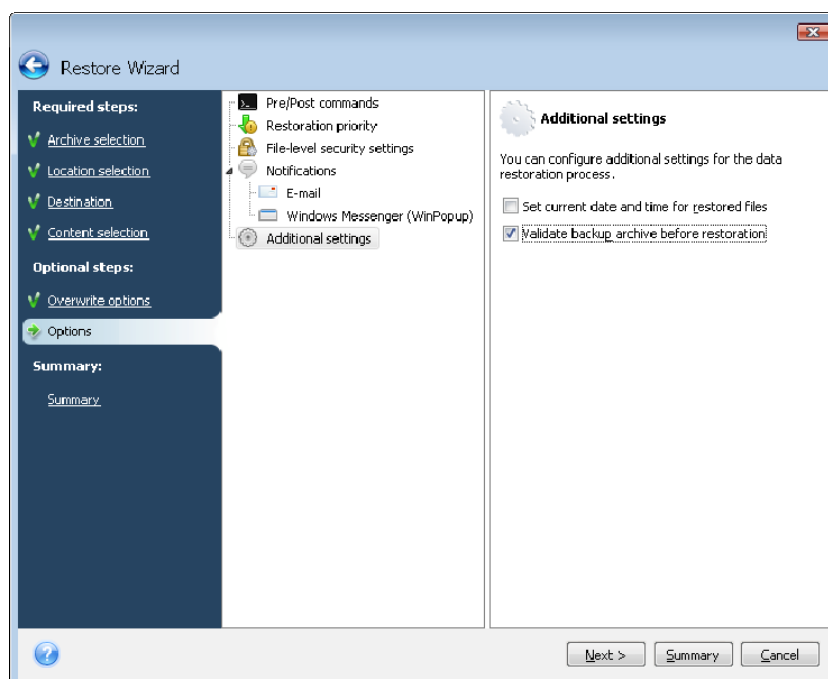 Restore Wizard
Required steps:
Archive selection
Location selection
Destination
Content selection
Optional steps:
Overwrite options
Options
Summary:
Summary
Pre/Post commands
Restoration priority
File-level security settings
Notifications
E-mail
Windows Messenger (WinPopup)
Additional settings
Additional settings
You can configure additional settings for the data
restoration process.
Set current date and time for restored files
Validate backup archive before restoration
Next >
Summary
Cancel